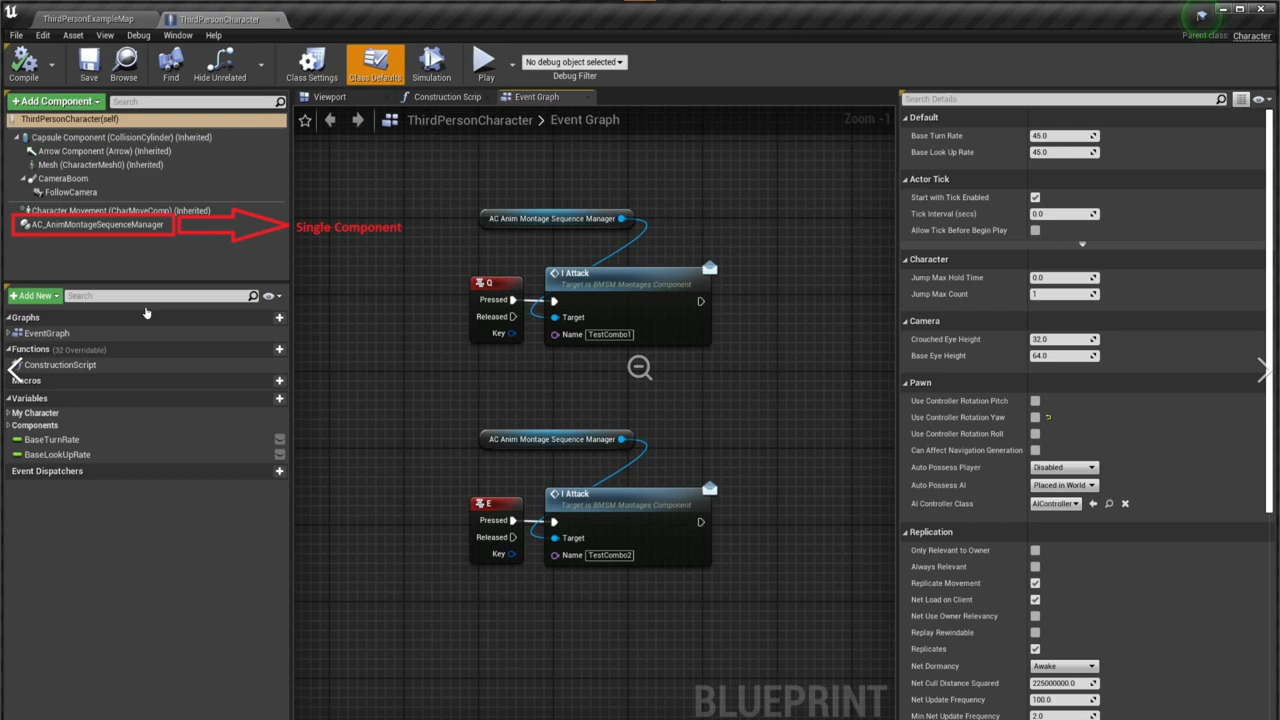 ThirdPersonExampleMap
ThirdPersonCharacter
Parent class: Character
File Edit Asset View Debug Window Help
Compile
Save
Browse
Find
Hide Unrelated
Class Settings
Class Defaults
Simulation
Play
No debug object selected
Debug Filter
+ Add Component
Search
ThirdPersonCharacter(self)
Capsule Component (CollisionCylinder) (Inherited)
Arrow Component (Arrow) (Inherited)
Mesh (CharacterMesh0) (Inherited)
CameraBoom
FollowCamera
Character Movement (CharMoveComp) (Inherited)
AC_AnimMontageSequenceManager
Single Component
+ Add New
Search
Graphs
EventGraph
Functions (32 Overridable)
ConstructionScript
Macros
Variables
My Character
Components
BaseTurnRate
BaseLookUpRate
Event Dispatchers
Viewport
Construction Scrip
Event Graph
ThirdPersonCharacter > Event Graph
Zoom -1
AC Anim Montage Sequence Manager
Q
Pressed
Released
Key
I Attack
Target is BMSM Montages Component
Target
Name TestCombo1
AC Anim Montage Sequence Manager
E
Pressed
Released
Key
I Attack
Target is BMSM Montages Component
Target
Name TestCombo2
BLUEPRINT
Search Details
Default
Base Turn Rate 45.0
Base Look Up Rate 45.0
Actor Tick
Start with Tick Enabled
Tick Interval (secs) 0.0
Allow Tick Before Begin Play
Character
Jump Max Hold Time 0.0
Jump Max Count 1
Camera
Crouched Eye Height 32.0
Base Eye Height 64.0
Pawn
Use Controller Rotation Pitch
Use Controller Rotation Yaw
Use Controller Rotation Roll
Can Affect Navigation Generation
Auto Possess Player Disabled
Auto Possess AI Placed in World
AI Controller Class AIController
Replication
Only Relevant to Owner
Always Relevant
Replicate Movement
Net Load on Client
Net Use Owner Relevancy
Replay Rewindable
Replicates
Net Dormancy Awake
Net Cull Distance Squared 225000000.0
Net Update Frequency 100.0
Min Net Update Frequency 2.0